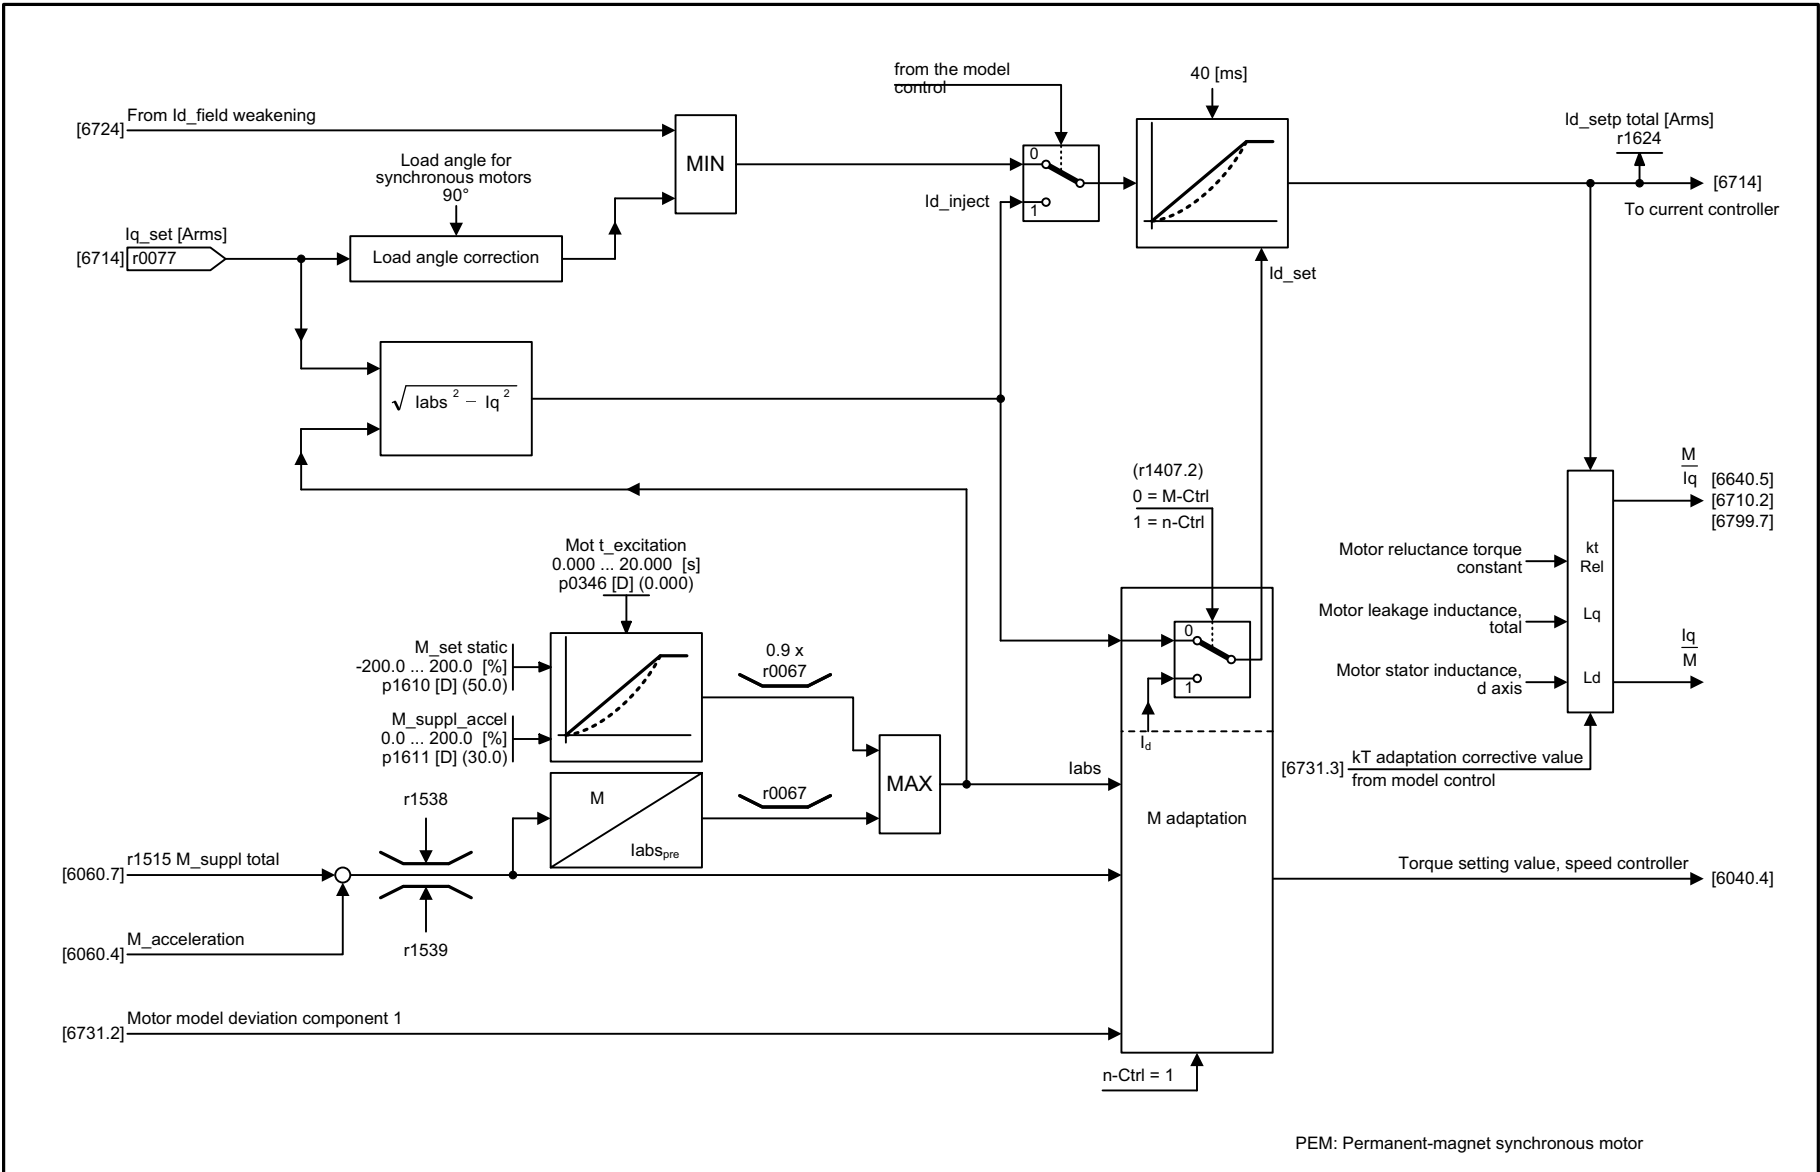 from the model
control
40 [ms]
Id_setp total [Arms]
r1624
[6724]
From Id_field weakening
MIN
0
1
[6714]
To current controller
Load angle for
synchronous motors
90°
Id_inject
Iq_set [Arms]
[6714]
r0077
Load angle correction
Id_set
√ Iabs ² – Iq ²
(r1407.2)
0 = M-Ctrl
1 = n-Ctrl
M
Iq
[6640.5]
[6710.2]
[6799.7]
Mot t_excitation
0.000 ... 20.000 [s]
p0346 [D] (0.000)
Motor reluctance torque
constant
kt
Rel
Motor leakage inductance,
total
Lq
Motor stator inductance,
d axis
Ld
Iq
M
M_set static
-200.0 ... 200.0 [%]
p1610 [D] (50.0)
0.9 x
r0067
0
1
M_suppl_accel
0.0 ... 200.0 [%]
p1611 [D] (30.0)
Id
MAX
Iabs
[6731.3]
kT adaptation corrective value
from model control
r1538
M
Iabspre
r0067
M adaptation
[6060.7]
r1515 M_suppl total
Torque setting value, speed controller
[6040.4]
[6060.4]
M_acceleration
r1539
[6731.2]
Motor model deviation component 1
n-Ctrl = 1
PEM: Permanent-magnet synchronous motor